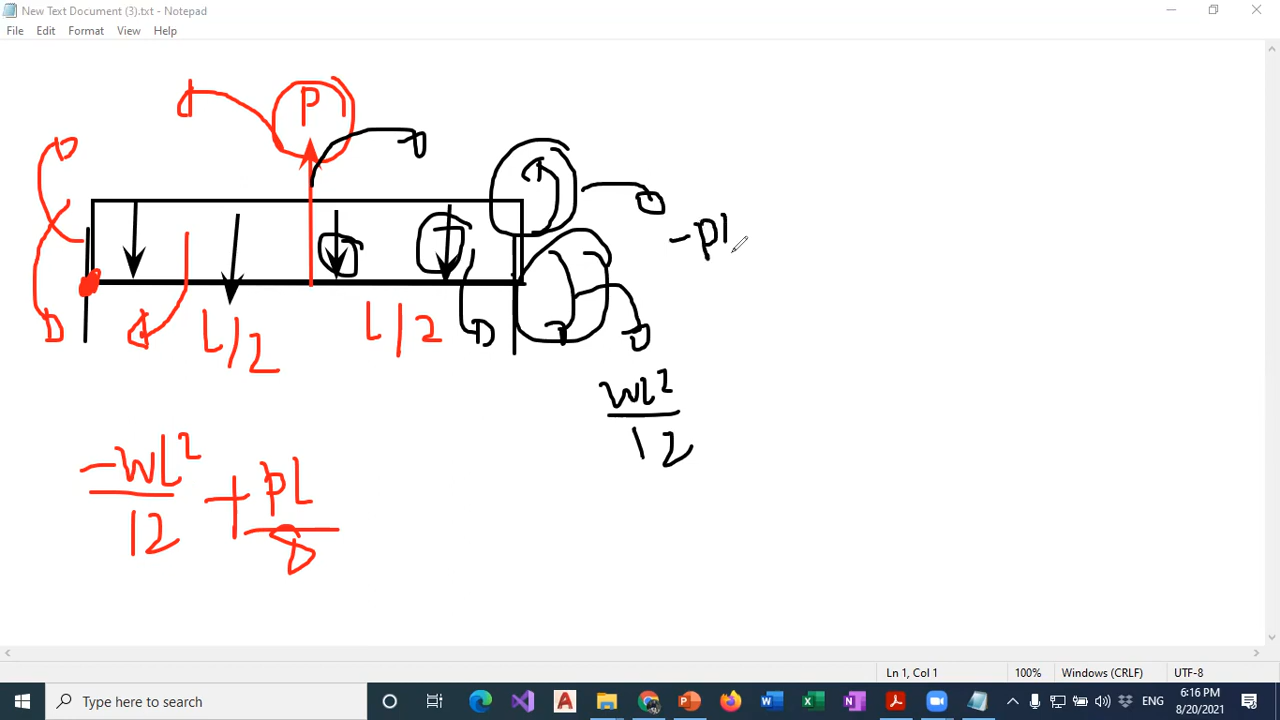 New Text Document (3).txt - Notepad
File Edit Format View Help
P
-PL
L/2 L/2
WL²
12
-WL² + PL
12 8
Ln 1, Col 1 100% Windows (CRLF) UTF-8
Type here to search
ENG
6:16 PM
8/20/2021